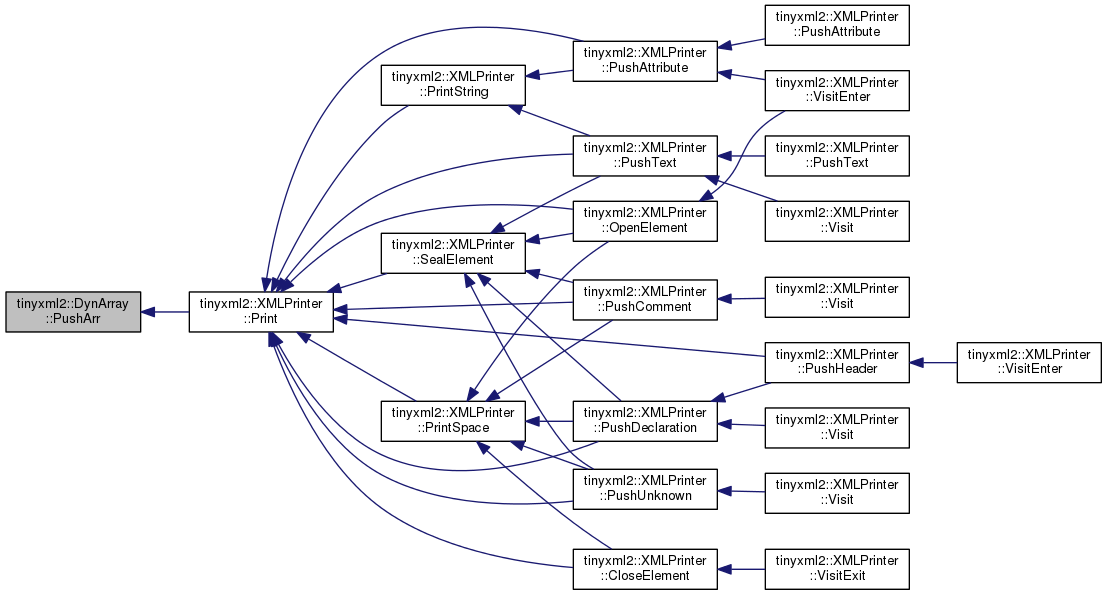 tinyxml2::DynArray
::PushArr
tinyxml2::XMLPrinter
::Print
tinyxml2::XMLPrinter
::PrintString
tinyxml2::XMLPrinter
::SealElement
tinyxml2::XMLPrinter
::PrintSpace
tinyxml2::XMLPrinter
::PushAttribute
tinyxml2::XMLPrinter
::PushText
tinyxml2::XMLPrinter
::OpenElement
tinyxml2::XMLPrinter
::PushComment
tinyxml2::XMLPrinter
::PushDeclaration
tinyxml2::XMLPrinter
::PushUnknown
tinyxml2::XMLPrinter
::CloseElement
tinyxml2::XMLPrinter
::PushAttribute
tinyxml2::XMLPrinter
::VisitEnter
tinyxml2::XMLPrinter
::PushText
tinyxml2::XMLPrinter
::Visit
tinyxml2::XMLPrinter
::Visit
tinyxml2::XMLPrinter
::PushHeader
tinyxml2::XMLPrinter
::Visit
tinyxml2::XMLPrinter
::Visit
tinyxml2::XMLPrinter
::VisitExit
tinyxml2::XMLPrinter
::VisitEnter